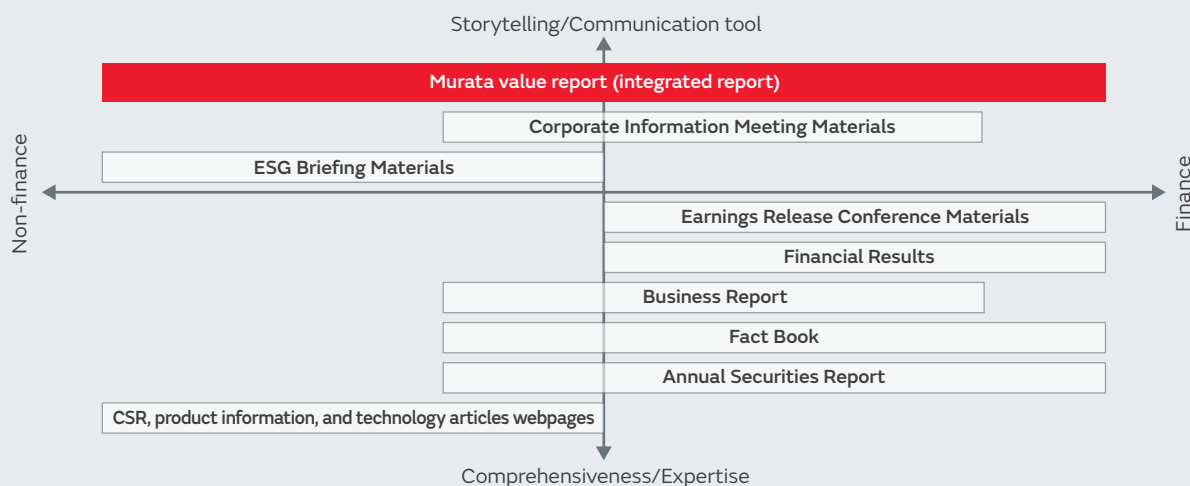 Storytelling/Communication tool
Murata value report (integrated report)
Corporate Information Meeting Materials
ESG Briefing Materials
Non-finance
Finance
Earnings Release Conference Materials
Financial Results
Business Report
Fact Book
Annual Securities Report
CSR, product information, and technology articles webpages
Comprehensiveness/Expertise